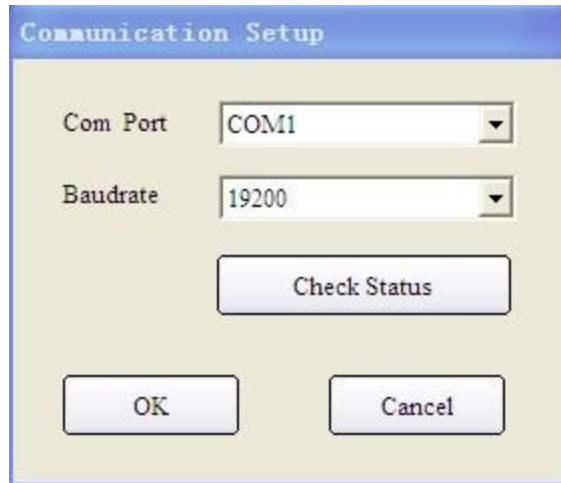 Communication Setup
Com Port COM1
Baudrate 19200
Check Status
OK Cancel